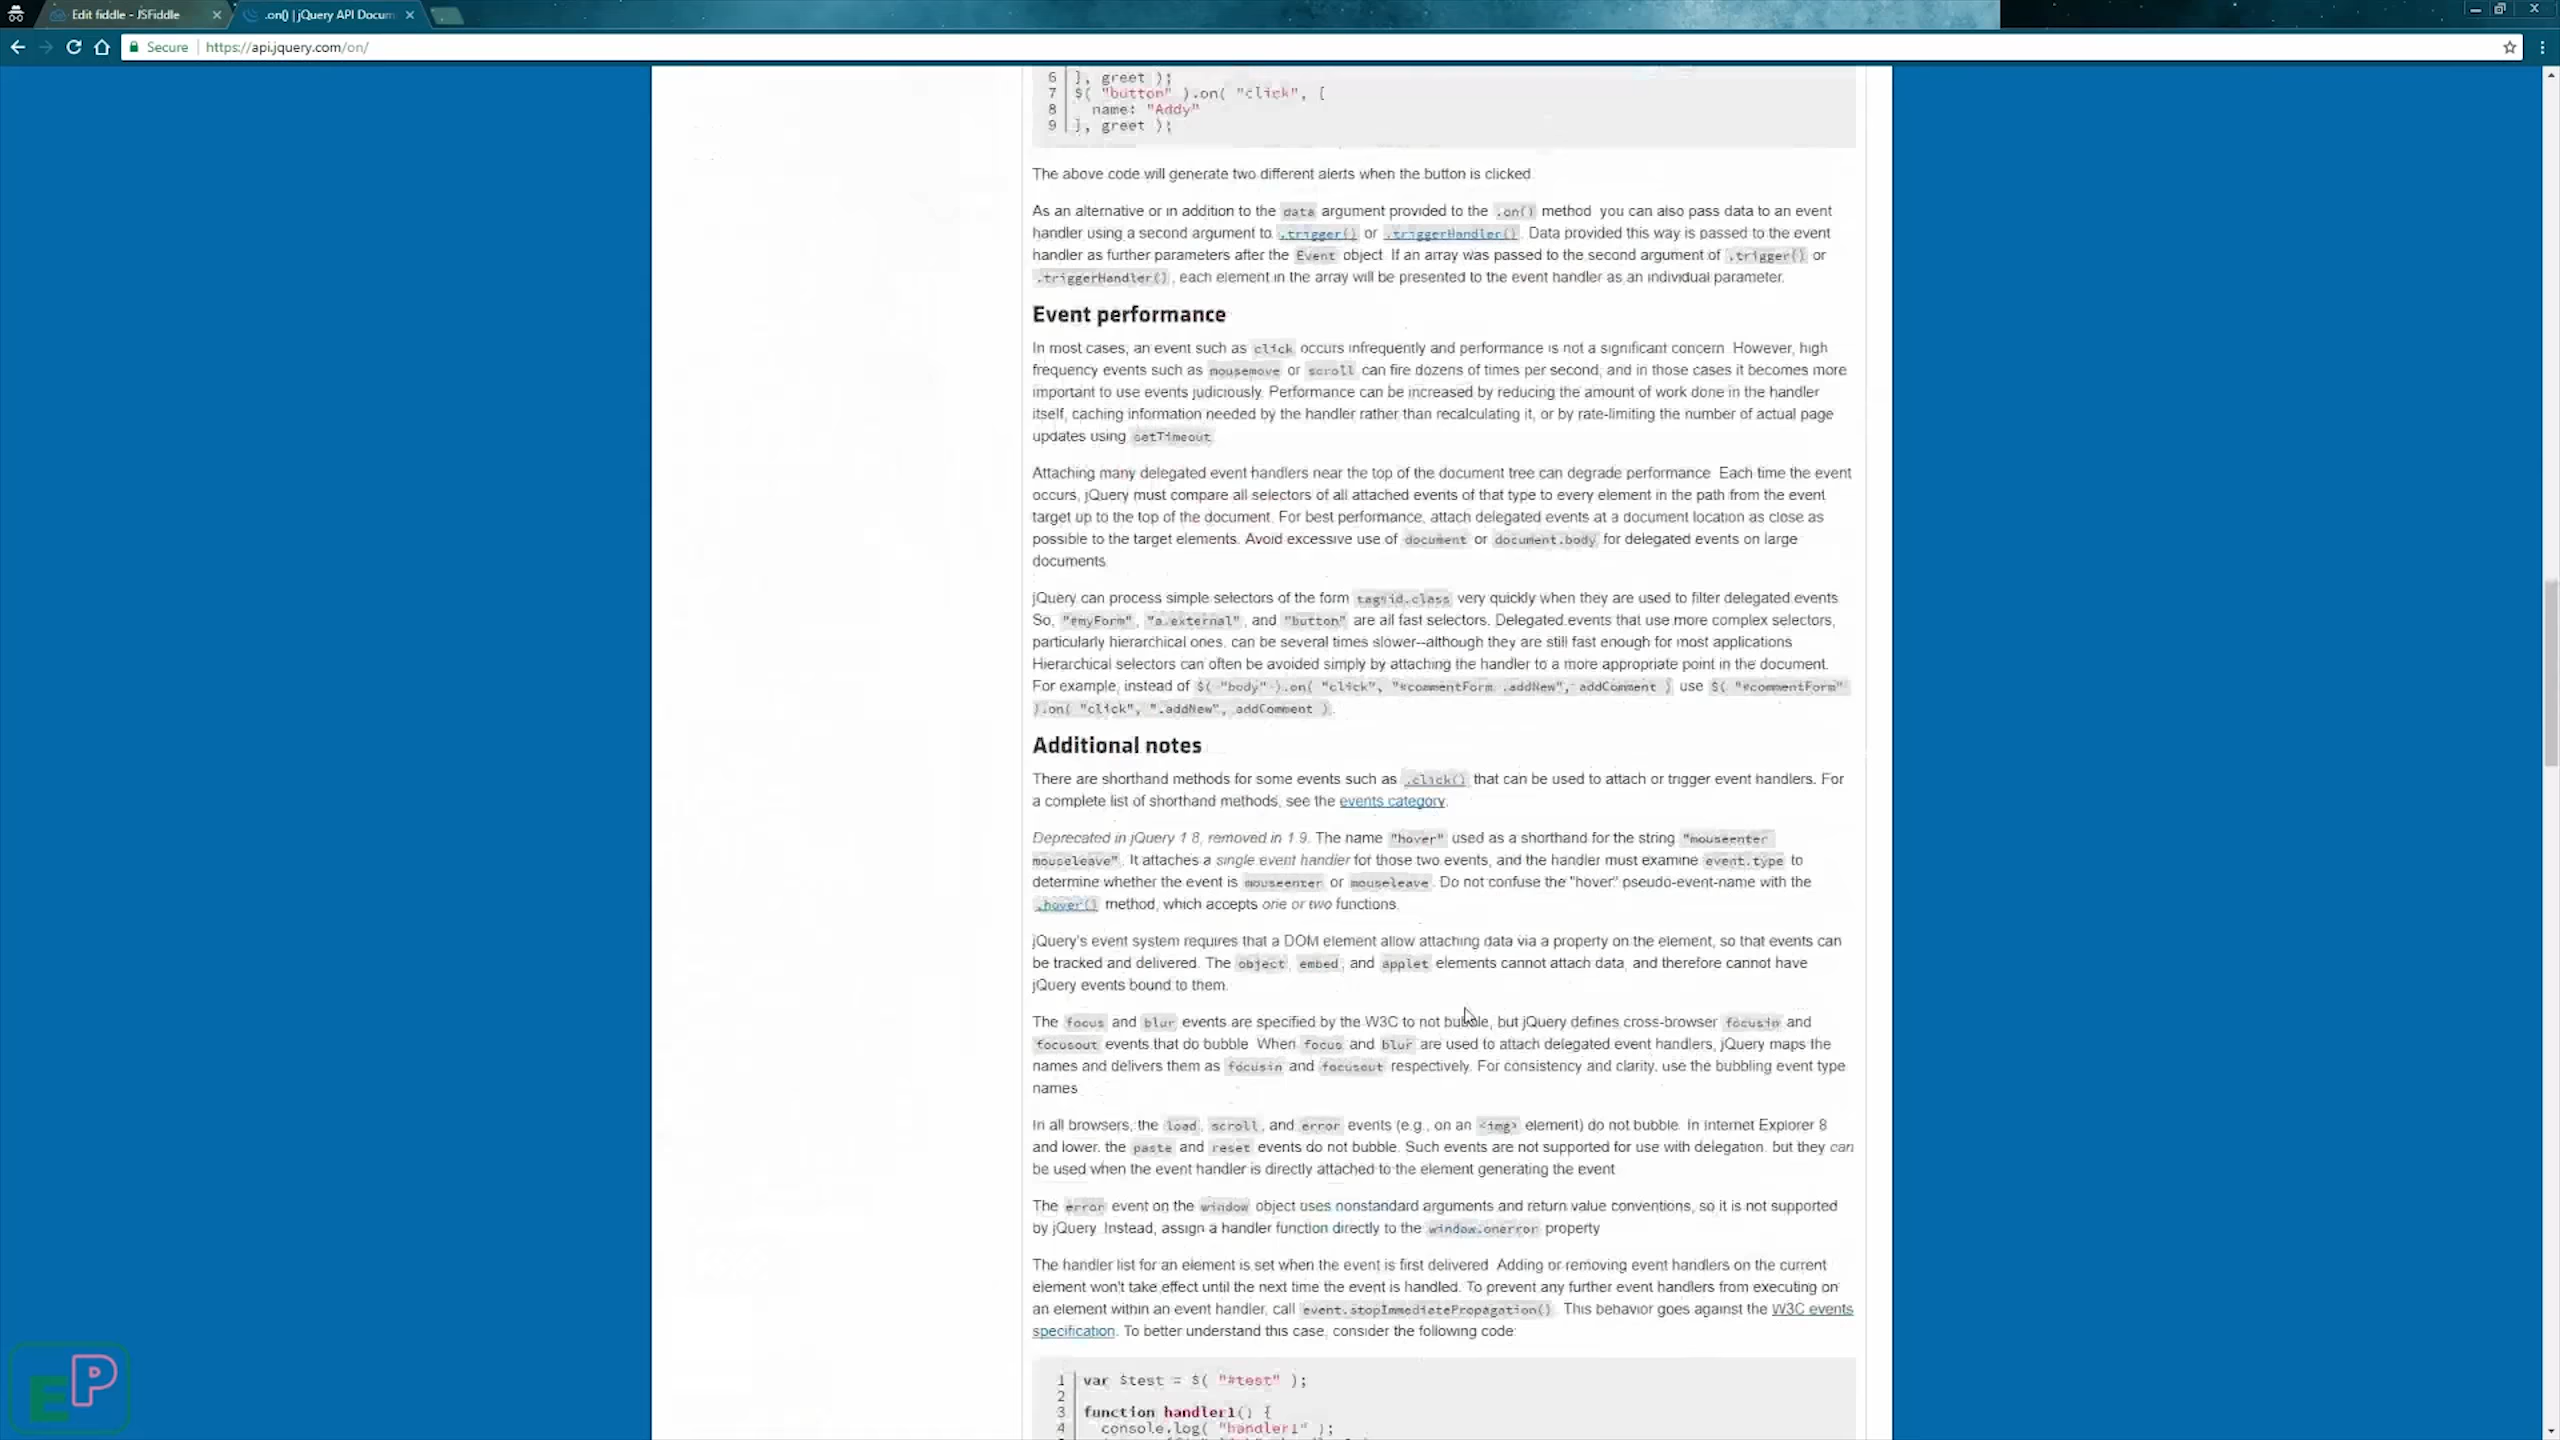 Edit fiddle - JSFiddle
.on() | jQuery API Docum
Secure
https://api.jquery.com/on/
6 ], greet );
7 $( "button" ).on( "click", {
8 name: "Addy"
9 }, greet );
The above code will generate two different alerts when the button is clicked
As an alternative or in addition to the data argument provided to the .on() method you can also pass data to an event
handler using a second argument to .trigger() or .triggerHandler(). Data provided this way is passed to the event
handler as further parameters after the Event object. If an array was passed to the second argument of .trigger() or
.triggerHandler(), each element in the array will be presented to the event handler as an individual parameter.
Event performance
In most cases, an event such as click occurs infrequently and performance is not a significant concern. However, high
frequency events such as mousemove or scroll can fire dozens of times per second, and in those cases it becomes more
important to use events judiciously. Performance can be increased by reducing the amount of work done in the handler
itself, caching information needed by the handler rather than recalculating it, or by rate-limiting the number of actual page
updates using setTimeout
Attaching many delegated event handlers near the top of the document tree can degrade performance. Each time the event
occurs, jQuery must compare all selectors of all attached events of that type to every element in the path from the event
target up to the top of the document. For best performance, attach delegated events at a document location as close as
possible to the target elements. Avoid excessive use of document or document.body for delegated events on large
documents
jQuery can process simple selectors of the form tag#id.class very quickly when they are used to filter delegated events
So, "#myForm", "a.external", and "button" are all fast selectors. Delegated events that use more complex selectors,
particularly hierarchical ones, can be several times slower--although they are still fast enough for most applications
Hierarchical selectors can often be avoided simply by attaching the handler to a more appropriate point in the document.
For example, instead of $( "body" ).on( "click", "#commentForm .addNew", addComment ) use $( "#commentForm"
).on( "click", ".addNew", addComment ).
Additional notes
There are shorthand methods for some events such as .click() that can be used to attach or trigger event handlers. For
a complete list of shorthand methods, see the events category.
Deprecated in jQuery 1.8, removed in 1.9. The name "hover" used as a shorthand for the string "mouseenter
mouseleave". It attaches a single event handler for those two events, and the handler must examine event.type to
determine whether the event is mouseenter or mouseleave. Do not confuse the "hover" pseudo-event-name with the
.hover() method, which accepts one or two functions.
jQuery's event system requires that a DOM element allow attaching data via a property on the element, so that events can
be tracked and delivered. The object, embed, and applet elements cannot attach data, and therefore cannot have
jQuery events bound to them.
The focus and blur events are specified by the W3C to not bubble, but jQuery defines cross-browser focusin and
focusout events that do bubble. When focus and blur are used to attach delegated event handlers, jQuery maps the
names and delivers them as focusin and focusout respectively. For consistency and clarity, use the bubbling event type
names
In all browsers, the load, scroll, and error events (e.g., on an <img> element) do not bubble. In Internet Explorer 8
and lower, the paste and reset events do not bubble. Such events are not supported for use with delegation, but they can
be used when the event handler is directly attached to the element generating the event
The error event on the window object uses nonstandard arguments and return value conventions, so it is not supported
by jQuery. Instead, assign a handler function directly to the window.onerror property
The handler list for an element is set when the event is first delivered. Adding or removing event handlers on the current
element won't take effect until the next time the event is handled. To prevent any further event handlers from executing on
an element within an event handler, call event.stopImmediatePropagation(). This behavior goes against the W3C events
specification. To better understand this case, consider the following code:
1 var $test = $( "#test" );
2
3 function handler1() {
4 console.log( "handler1" );
EP